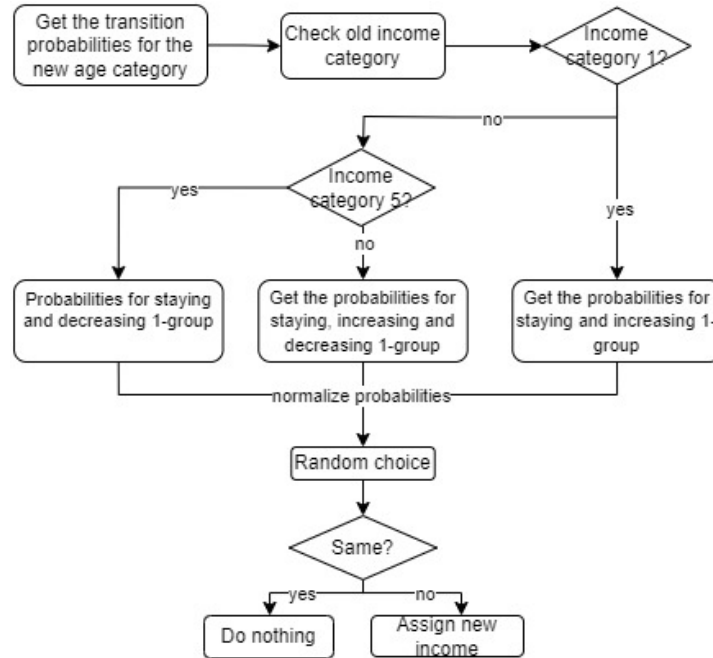 Get the transition
probabilities for the
new age category
Check old income
category
Income
category 1?
no
Income
category 5?
yes
yes
no
Probabilities for staying
and decreasing 1-group
Get the probabilities for
staying, increasing and
decreasing 1-group
Get the probabilities for
staying and increasing 1-
group
normalize probabilities
Random choice
Same?
yes
no
Do nothing
Assign new
income